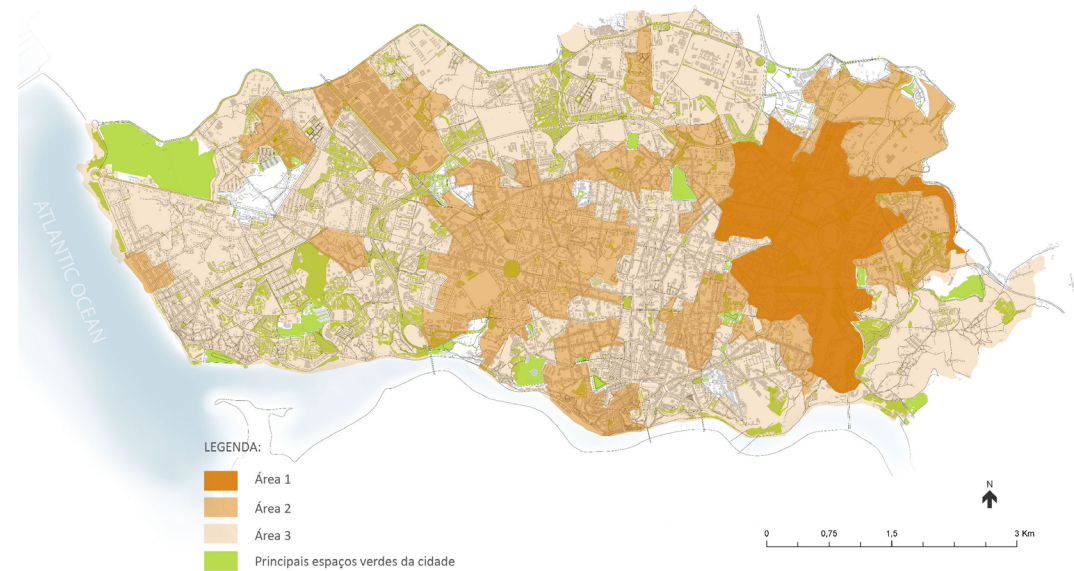 ATLANTIC OCEAN
LEGENDA:
Área 1
Área 2
Área 3
Principais espaços verdes da cidade
N
0 0,75 1,5 3 Km